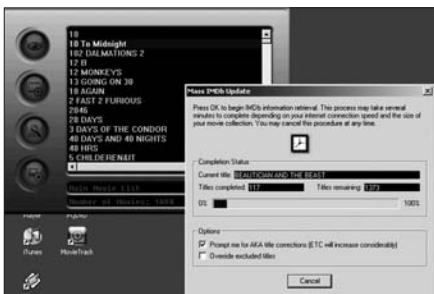 10
10 To Midnight
102 DALMATIONS 2
12 B
12 MONKEYS
13 GOING ON 30
18 AGAIN
2 FAST 2 FURIOUS
2046
28 DAYS
3 DAYS OF THE CONDOR
40 DAYS AND 40 NIGHTS
48 HRS
5 CHILDEREN&IT
Main Movie List
Number of Movies:
Mass IMDb Update
Press OK to begin IMDb information retrieval. This process may take several
minutes to complete depending on your internet connection speed and the size
of your movie collection. You may cancel this procedure at any time.
Completion Status
Current title: BEAUTICIAN AND THE BEAST
Titles completed: 117 Titles remaining: 1373
0% 100%
Options
Prompt me for AKA title corrections (ETC will increase considerably)
Override excluded titles
Cancel
iTunes MovieTrack